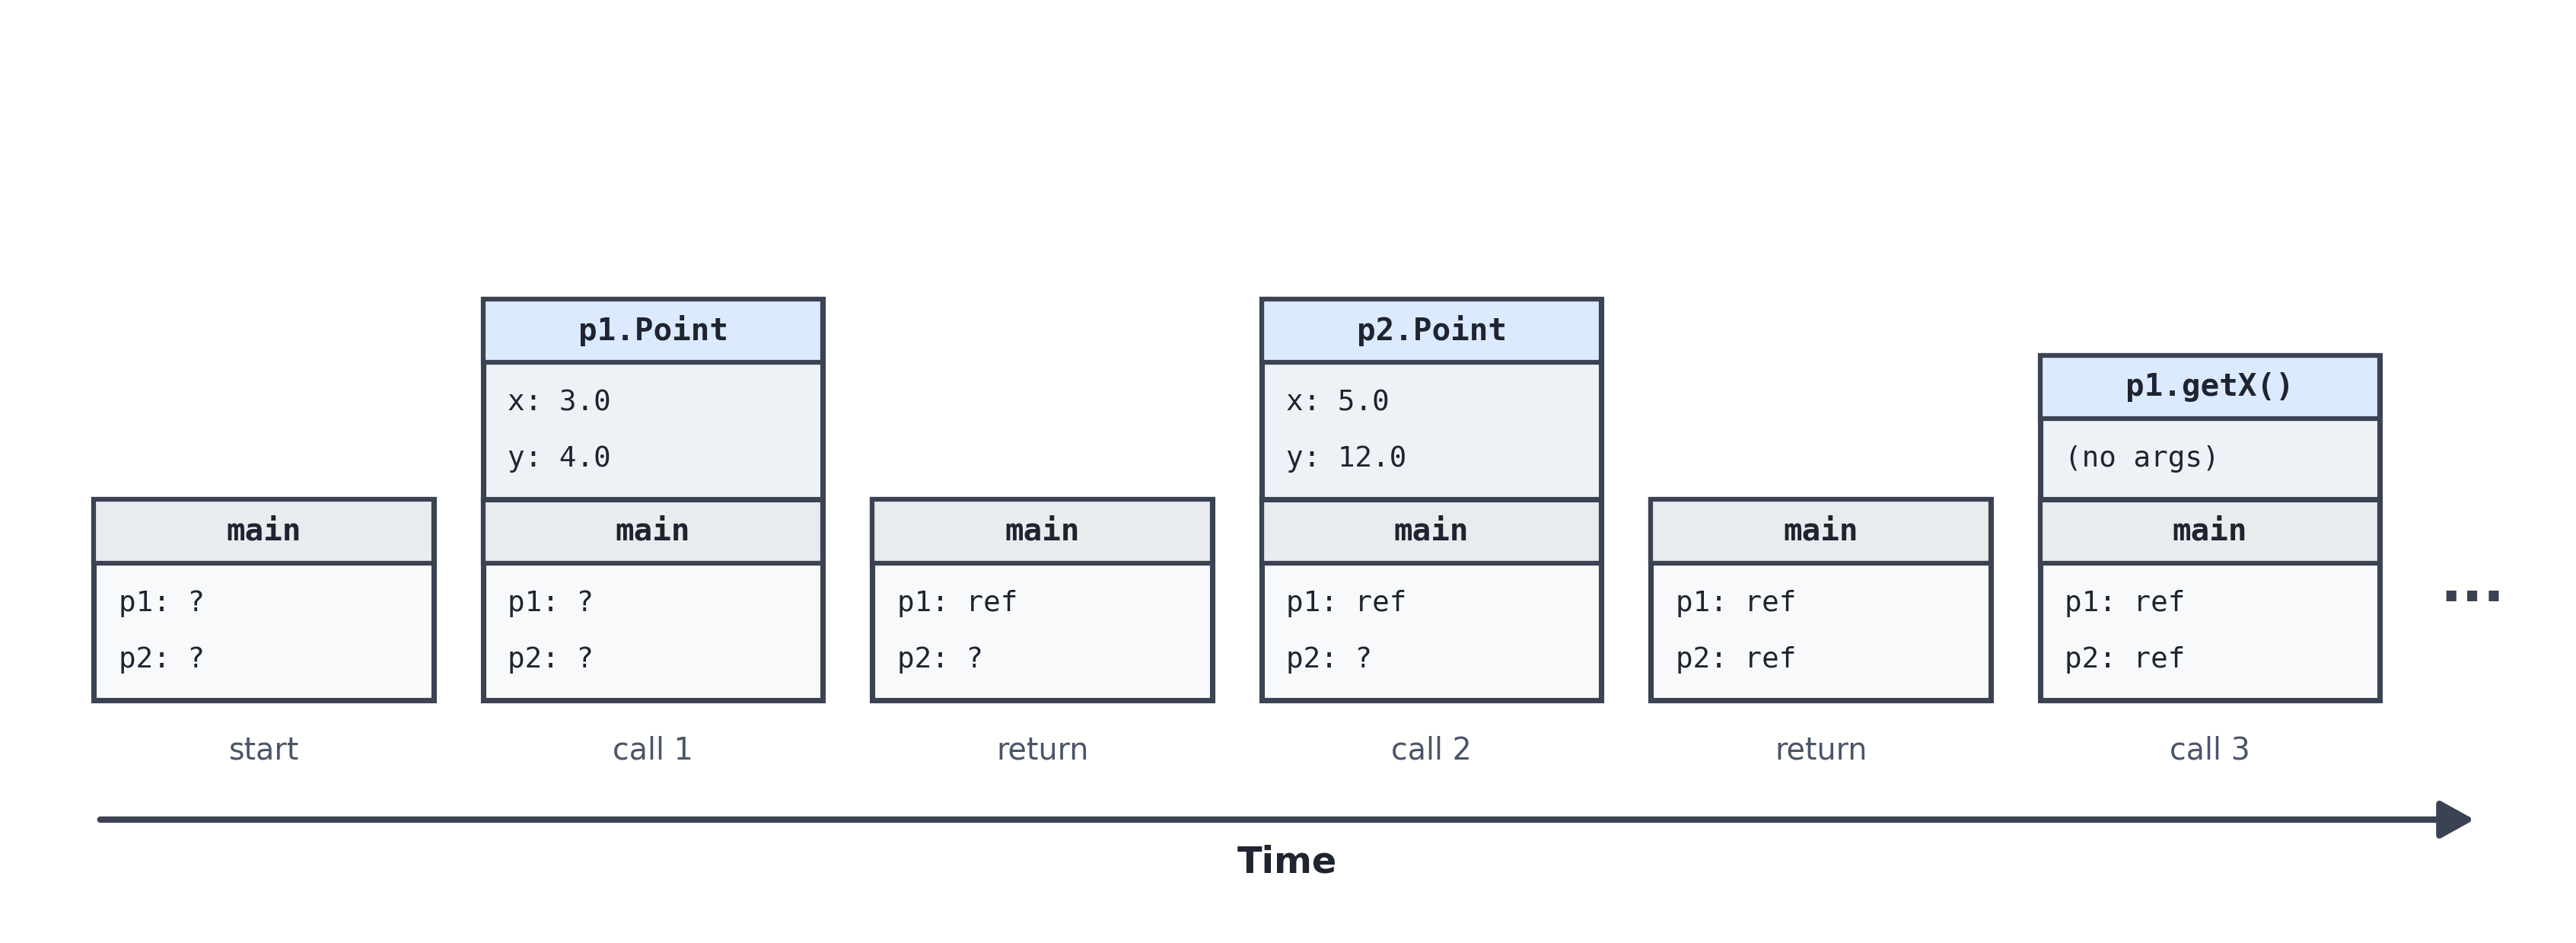 main
p1: ?
p2: ?
start
p1.Point
x: 3.0
y: 4.0
main
p1: ?
p2: ?
call 1
main
p1: ref
p2: ?
return
p2.Point
x: 5.0
y: 12.0
main
p1: ref
p2: ?
call 2
main
p1: ref
p2: ref
return
p1.getX()
(no args)
main
p1: ref
p2: ref
call 3
...
Time